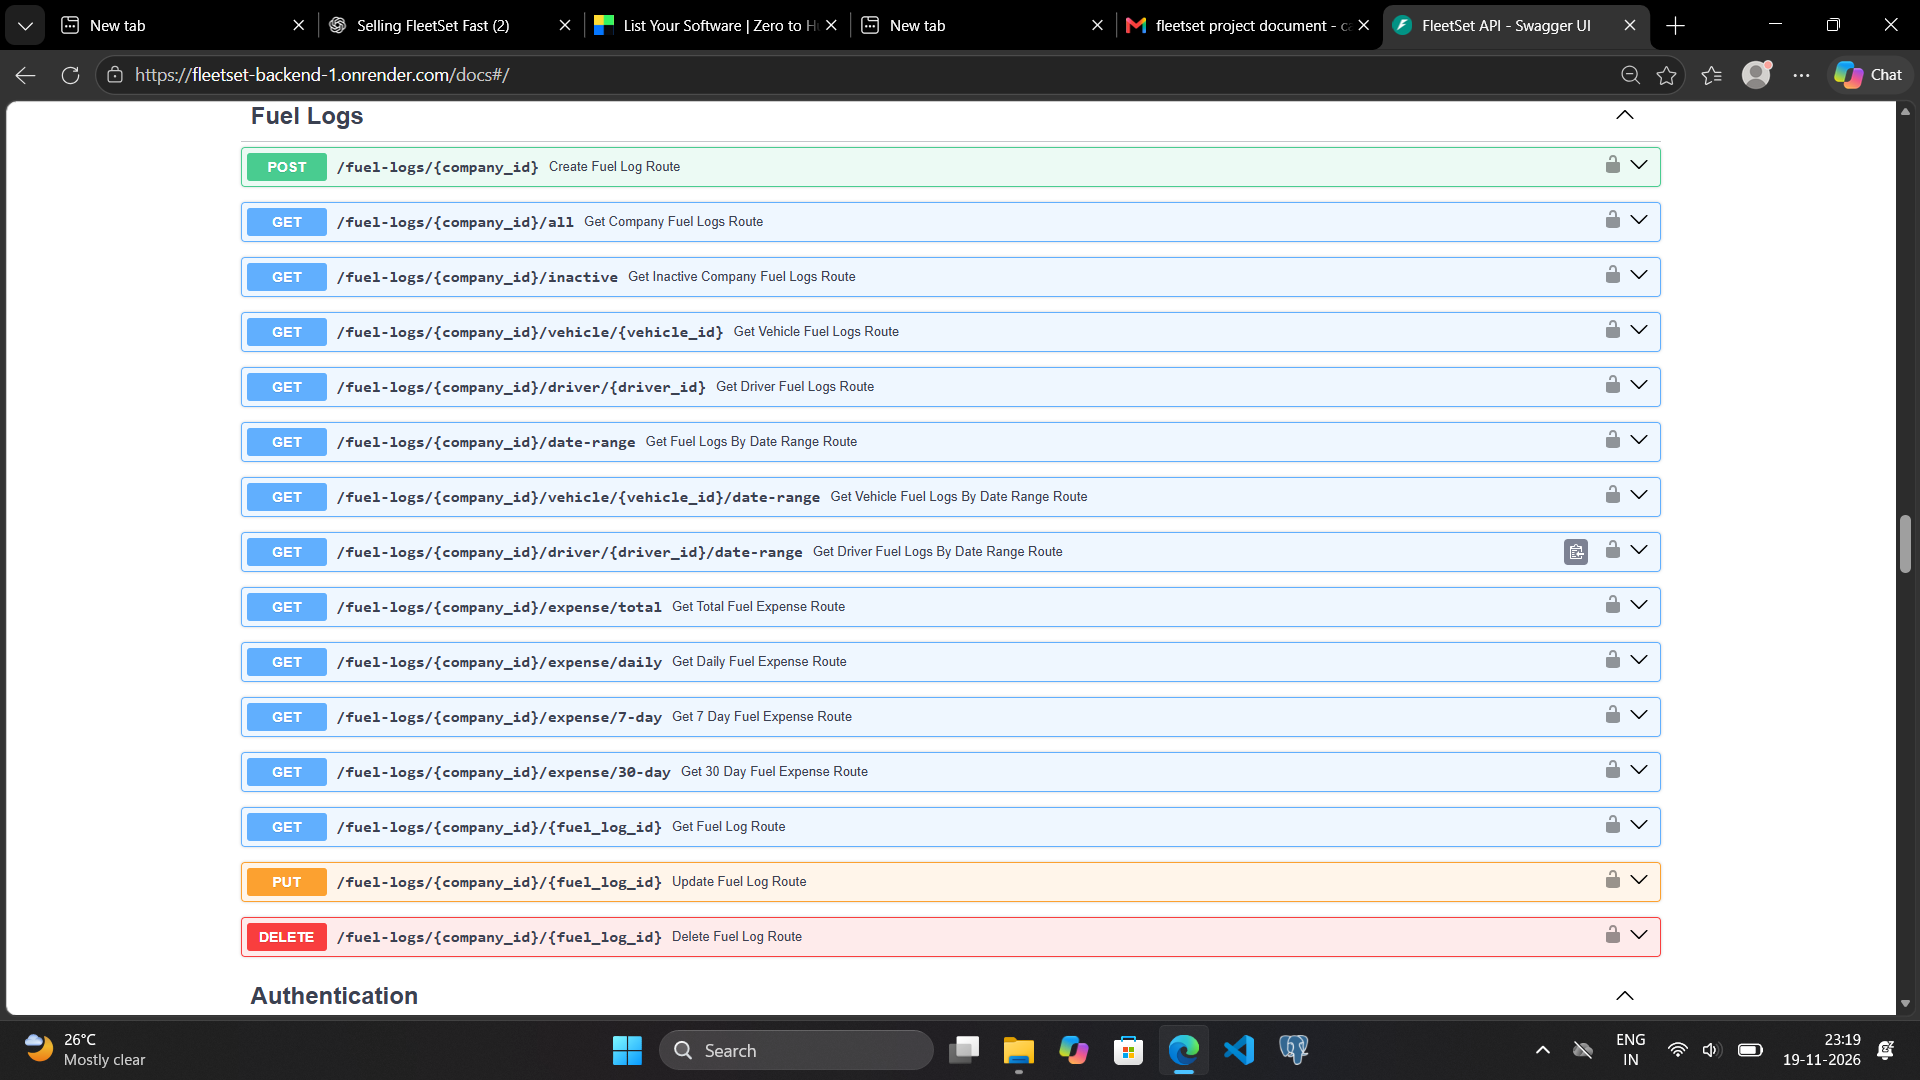 New tab
Selling FleetSet Fast (2)
List Your Software | Zero to H
New tab
fleetset project document - ca
FleetSet API - Swagger UI
https://fleetset-backend-1.onrender.com/docs#/
Chat
Fuel Logs
POST /fuel-logs/{company_id} Create Fuel Log Route
GET /fuel-logs/{company_id}/all Get Company Fuel Logs Route
GET /fuel-logs/{company_id}/inactive Get Inactive Company Fuel Logs Route
GET /fuel-logs/{company_id}/vehicle/{vehicle_id} Get Vehicle Fuel Logs Route
GET /fuel-logs/{company_id}/driver/{driver_id} Get Driver Fuel Logs Route
GET /fuel-logs/{company_id}/date-range Get Fuel Logs By Date Range Route
GET /fuel-logs/{company_id}/vehicle/{vehicle_id}/date-range Get Vehicle Fuel Logs By Date Range Route
GET /fuel-logs/{company_id}/driver/{driver_id}/date-range Get Driver Fuel Logs By Date Range Route
GET /fuel-logs/{company_id}/expense/total Get Total Fuel Expense Route
GET /fuel-logs/{company_id}/expense/daily Get Daily Fuel Expense Route
GET /fuel-logs/{company_id}/expense/7-day Get 7 Day Fuel Expense Route
GET /fuel-logs/{company_id}/expense/30-day Get 30 Day Fuel Expense Route
GET /fuel-logs/{company_id}/{fuel_log_id} Get Fuel Log Route
PUT /fuel-logs/{company_id}/{fuel_log_id} Update Fuel Log Route
DELETE /fuel-logs/{company_id}/{fuel_log_id} Delete Fuel Log Route
Authentication
26°C
Mostly clear
Search
ENG
IN
23:19
19-11-2026